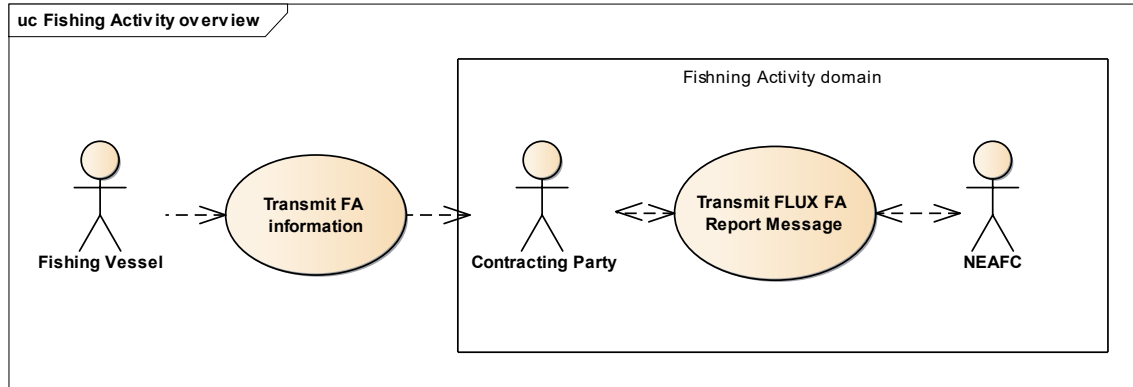 uc Fishing Activity overview
Fishning Activity domain
Transmit FA
information
Transmit FLUX FA
Report Message
Fishing Vessel
Contracting Party
NEAFC